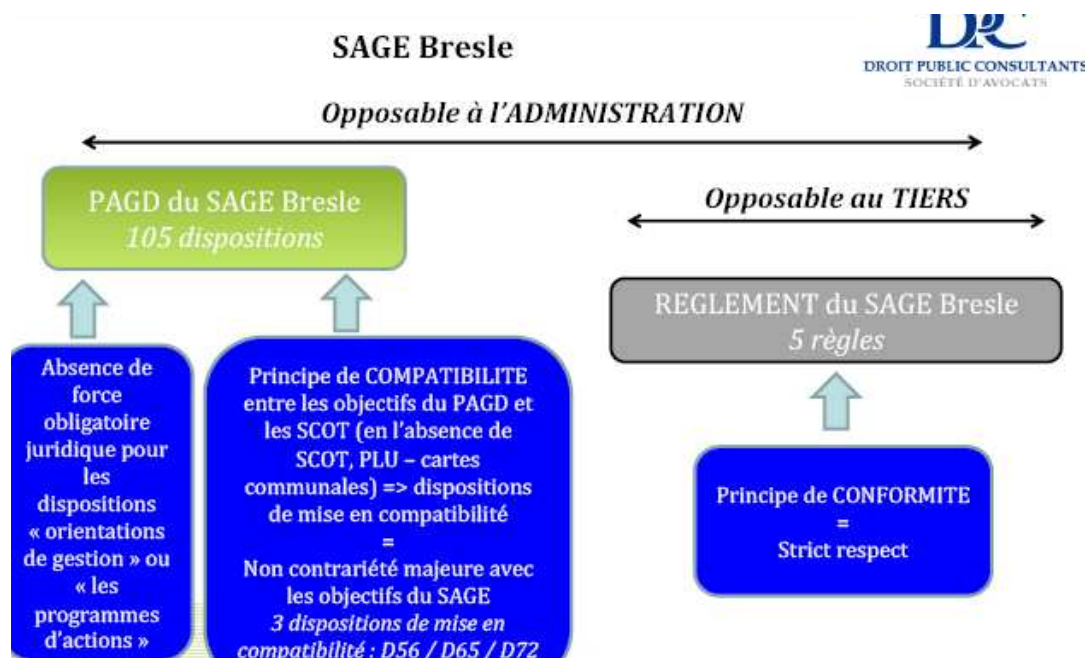 SAGE Bresle
DPC
DROIT PUBLIC CONSULTANTS
SOCIÉTÉ D'AVOCATS
Opposable à l'ADMINISTRATION
PAGD du SAGE Bresle
105 dispositions
Opposable au TIERS
REGLEMENT du SAGE Bresle
5 règles
Absence de
force
obligatoire
juridique pour
les
dispositions
« orientations
de gestion » ou
« les
programmes
d'actions »
Principe de COMPATIBILITE
entre les objectifs du PAGD et
les SCOT (en l'absence de
SCOT, PLU – cartes
communales) => dispositions
de mise en compatibilité
=
Non contrariété majeure avec
les objectifs du SAGE
3 dispositions de mise en
compatibilité : D56 / D65 / D72
Principe de CONFORMITE
=
Strict respect